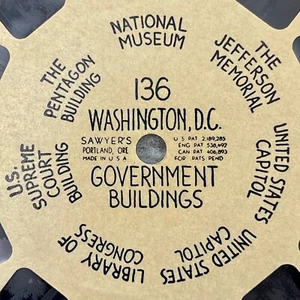 136
WASHINGTON, D.C.
SAWYER'S
PORTLAND, ORE.
MADE IN U S A
U S PAT 2,189,285
ENG PAT 538,492
CAN PAT 406,893
FOR PATS PEND
GOVERNMENT
BUILDINGS
NATIONAL
MUSEUM
THE
JEFFERSON
MEMORIAL
UNITED STATES
CAPITOL
UNITED STATES
CAPITOL
LIBRARY OF
CONGRESS
U.S.
SUPREME
COURT
BUILDING
THE
PENTAGON
BUILDING